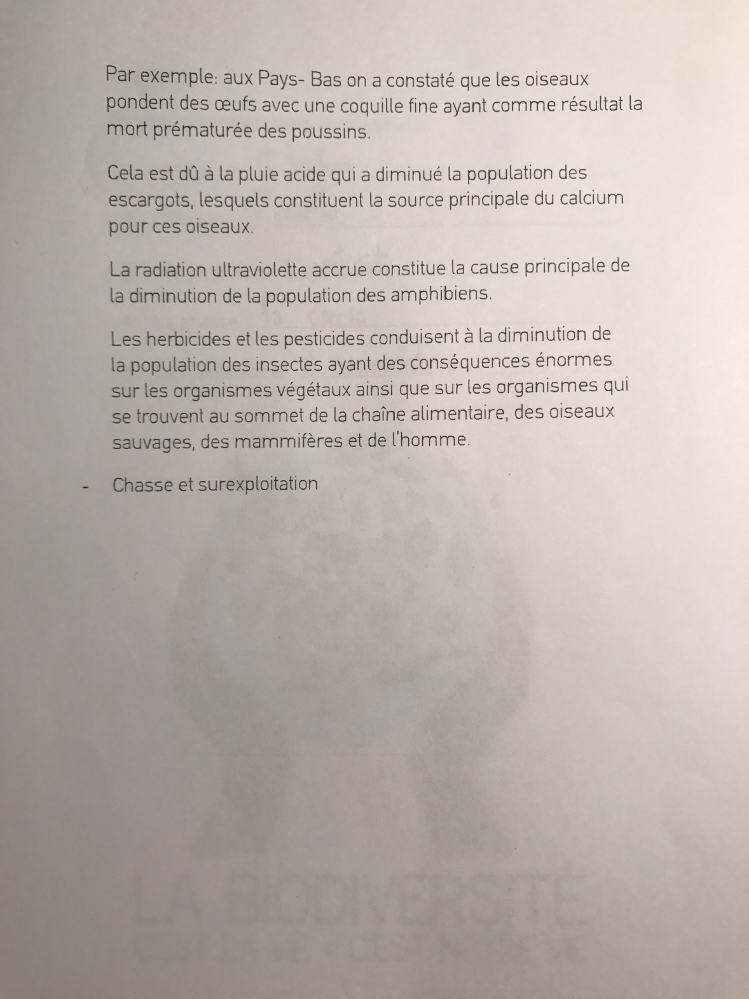 Par exemple: aux Pays- Bas on a constaté que les oiseaux
pondent des œufs avec une coquille fine ayant comme résultat la
mort prématurée des poussins.
Cela est dû à la pluie acide qui a diminué la population des
escargots, lesquels constituent la source principale du calcium
pour ces oiseaux.
La radiation ultraviolette accrue constitue la cause principale de
la diminution de la population des amphibiens.
Les herbicides et les pesticides conduisent à la diminution de
la population des insectes ayant des conséquences énormes
sur les organismes végétaux ainsi que sur les organismes qui
se trouvent au sommet de la chaîne alimentaire, des oiseaux
sauvages, des mammifères et de l'homme.
- Chasse et surexploitation
LA BIODIVERSITÉ